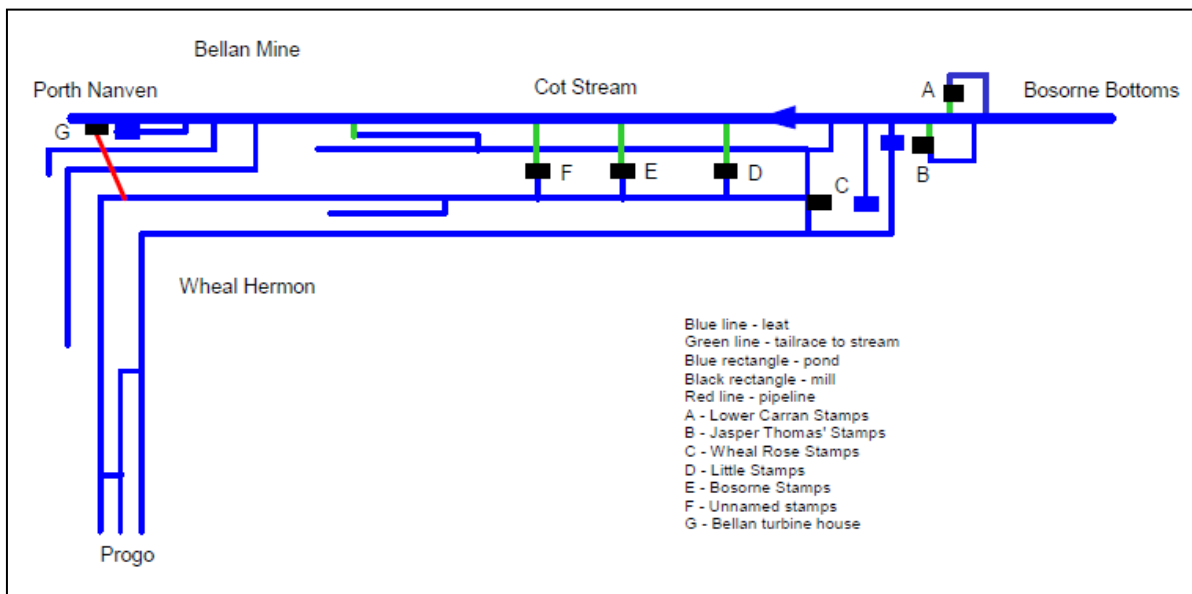 Bellan Mine
Porth Nanven
Cot Stream
A
Bosorne Bottoms
G
B
F
E
D
C
Wheal Hermon
Blue line - leat
Green line - tailrace to stream
Blue rectangle - pond
Black rectangle - mill
Red line - pipeline
A - Lower Carran Stamps
B - Jasper Thomas' Stamps
C - Wheal Rose Stamps
D - Little Stamps
E - Bosorne Stamps
F - Unnamed stamps
G - Bellan turbine house
Progo